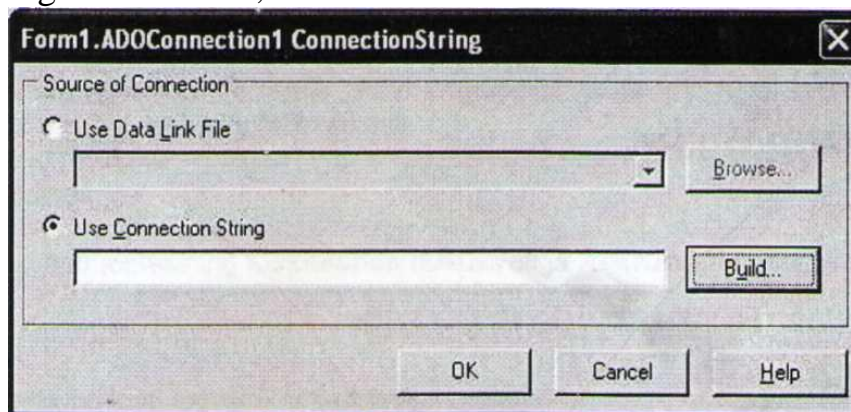 Form1.ADOConnection1 ConnectionString
Source of Connection
Use Data Link File
Browse...
Use Connection String
Build...
OK Cancel Help